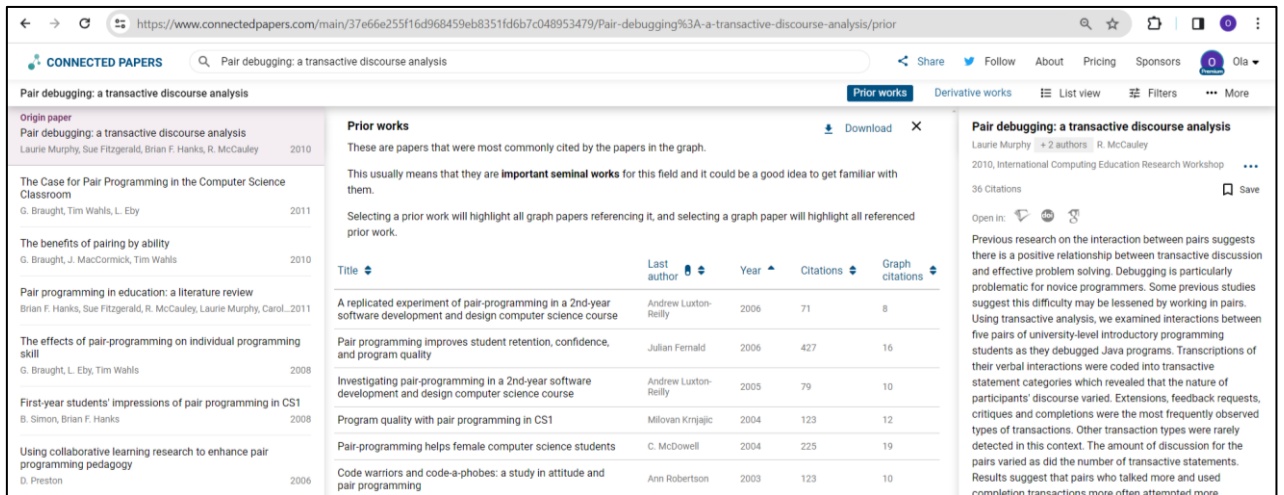 https://www.connectedpapers.com/main/37e66e255f16d968459eb8351fd6b7c048953479/Pair-debugging%3A-a-transactive-discourse-analysis/prior
O
CONNECTED PAPERS
Pair debugging: a transactive discourse analysis
Share
Follow
About
Pricing
Sponsors
O
Premium
Ola
Pair debugging: a transactive discourse analysis
Prior works
Derivative works
List view
Filters
More
Origin paper
Pair debugging: a transactive discourse analysis
Laurie Murphy, Sue Fitzgerald, Brian F. Hanks, R. McCauley 2010
The Case for Pair Programming in the Computer Science
Classroom
G. Braught, Tim Wahls, L. Eby 2011
The benefits of pairing by ability
G. Braught, J. MacCormick, Tim Wahls 2010
Pair programming in education: a literature review
Brian F. Hanks, Sue Fitzgerald, R. McCauley, Laurie Murphy, Carol...2011
The effects of pair-programming on individual programming
skill
G. Braught, L. Eby, Tim Wahls 2008
First-year students' impressions of pair programming in CS1
B. Simon, Brian F. Hanks 2008
Using collaborative learning research to enhance pair
programming pedagogy
D. Preston 2006
Prior works
Download
These are papers that were most commonly cited by the papers in the graph.
This usually means that they are important seminal works for this field and it could be a good idea to get familiar with
them.
Selecting a prior work will highlight all graph papers referencing it, and selecting a graph paper will highlight all referenced
prior work.
Title Last author Year Citations Graph citations
A replicated experiment of pair-programming in a 2nd-year
software development and design computer science course
Andrew Luxton-
Reilly
2006 71 8
Pair programming improves student retention, confidence,
and program quality
Julian Fernald 2006 427 16
Investigating pair-programming in a 2nd-year software
development and design computer science course
Andrew Luxton-
Reilly
2005 79 10
Program quality with pair programming in CS1 Milovan Krnjajic 2004 123 12
Pair-programming helps female computer science students C. McDowell 2004 225 19
Code warriors and code-a-phobes: a study in attitude and
pair programming
Ann Robertson 2003 123 10
Pair debugging: a transactive discourse analysis
Laurie Murphy + 2 authors R. McCauley
2010, International Computing Education Research Workshop
36 Citations
Save
Open in:
doi
Previous research on the interaction between pairs suggests
there is a positive relationship between transactive discussion
and effective problem solving. Debugging is particularly
problematic for novice programmers. Some previous studies
suggest this difficulty may be lessened by working in pairs.
Using transactive analysis, we examined interactions between
five pairs of university-level introductory programming
students as they debugged Java programs. Transcriptions of
their verbal interactions were coded into transactive
statement categories which revealed that the nature of
participants' discourse varied. Extensions, feedback requests,
critiques and completions were the most frequently observed
types of transactions. Other transaction types were rarely
detected in this context. The amount of discussion for the
pairs varied as did the number of transactive statements.
Results suggest that pairs who talked more and used
completion transactions more often attempted more